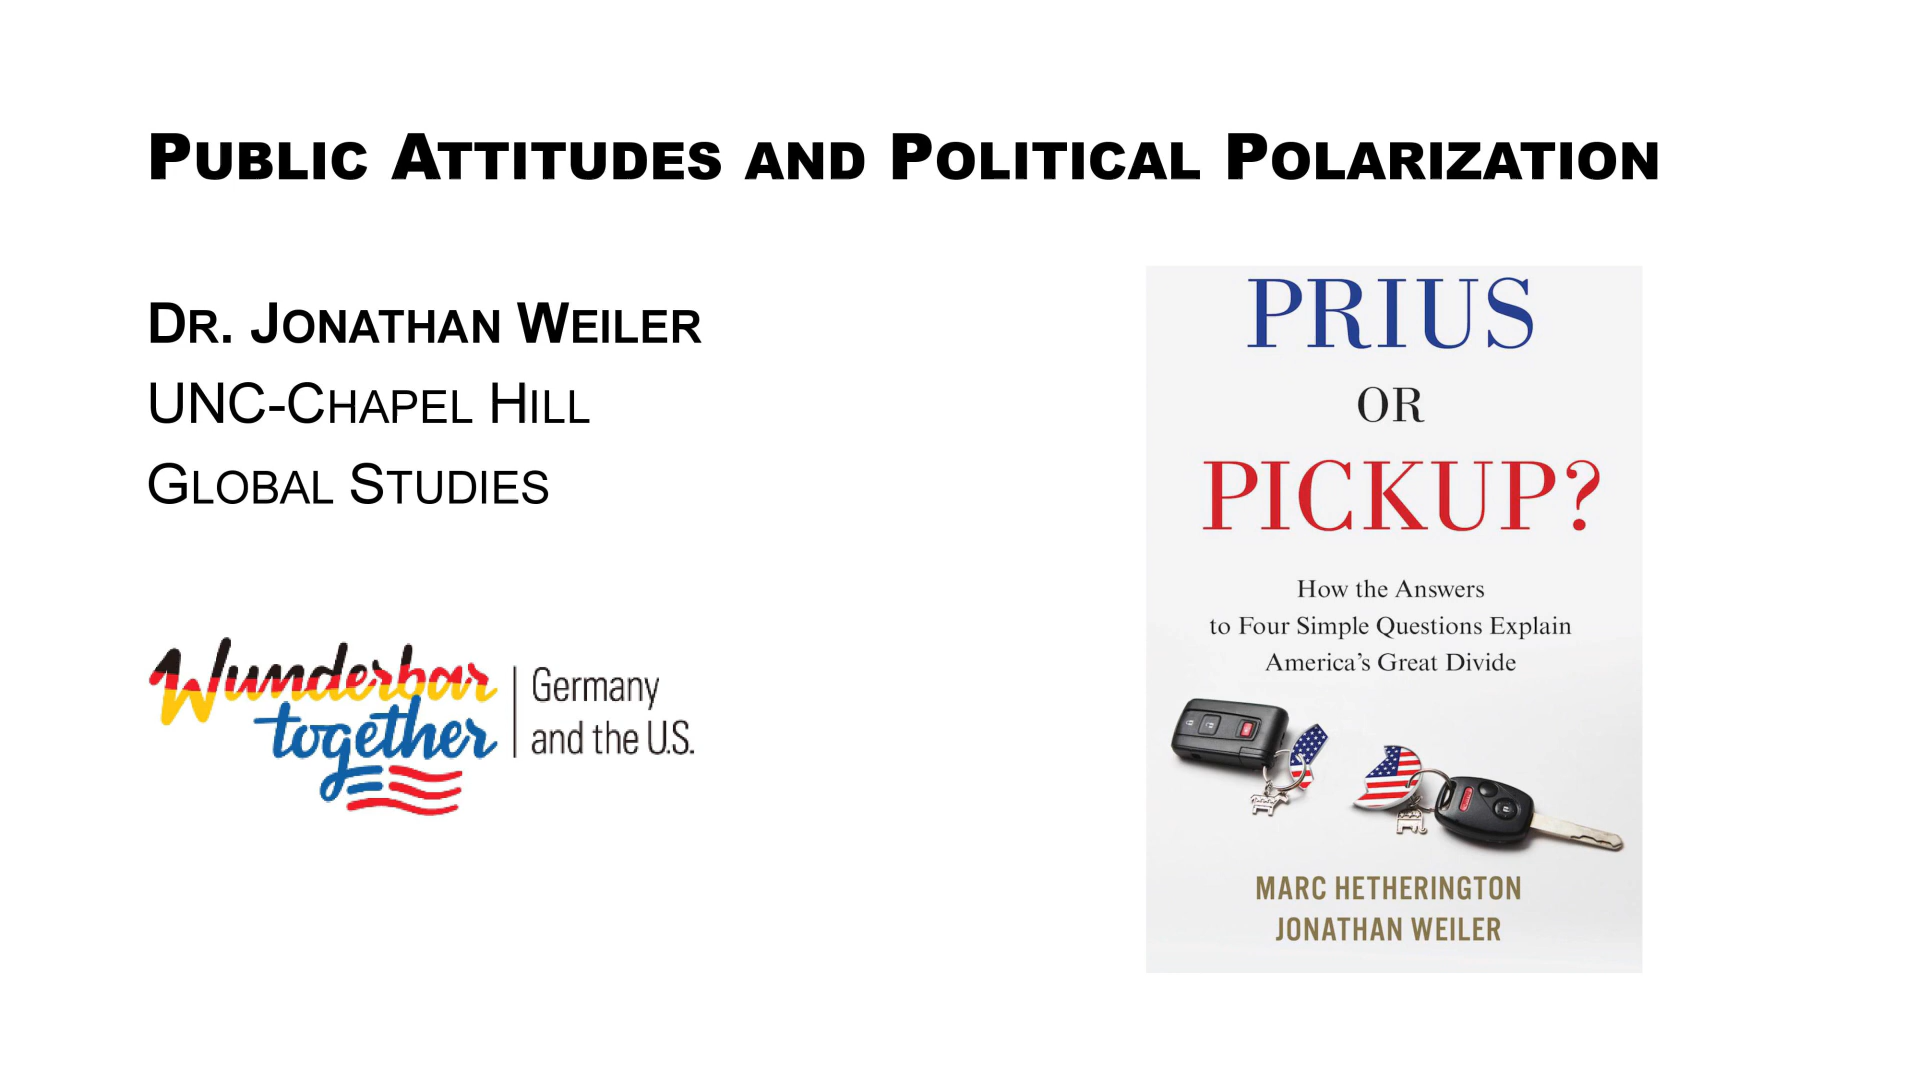 Public Attitudes and Political Polarization
Dr. Jonathan Weiler
UNC-Chapel Hill
Global Studies
Wunderbar
together
Germany
and the U.S.
PRIUS
OR
PICKUP?
How the Answers
to Four Simple Questions Explain
America's Great Divide
MARC HETHERINGTON
JONATHAN WEILER